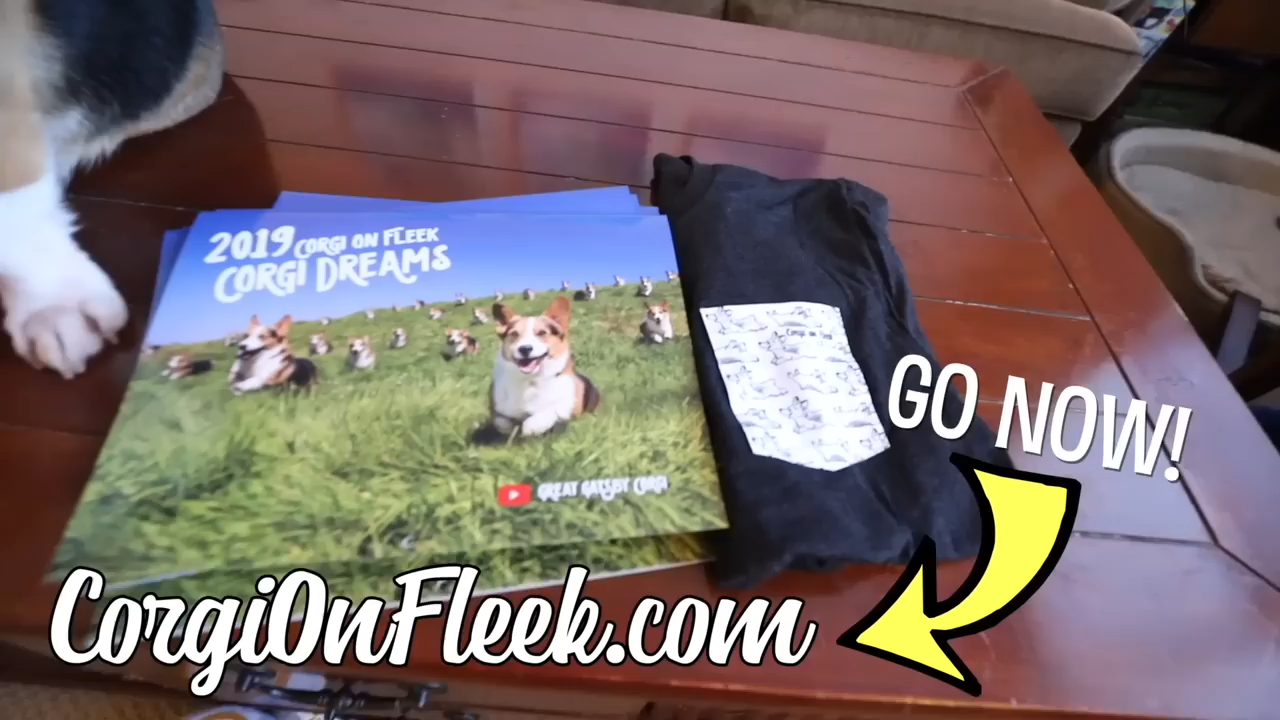 2019 CORGI ON FLEEK
CORGI DREAMS
GREAT GATSBY CORGI
GO NOW!
CorgiOnFleek.com